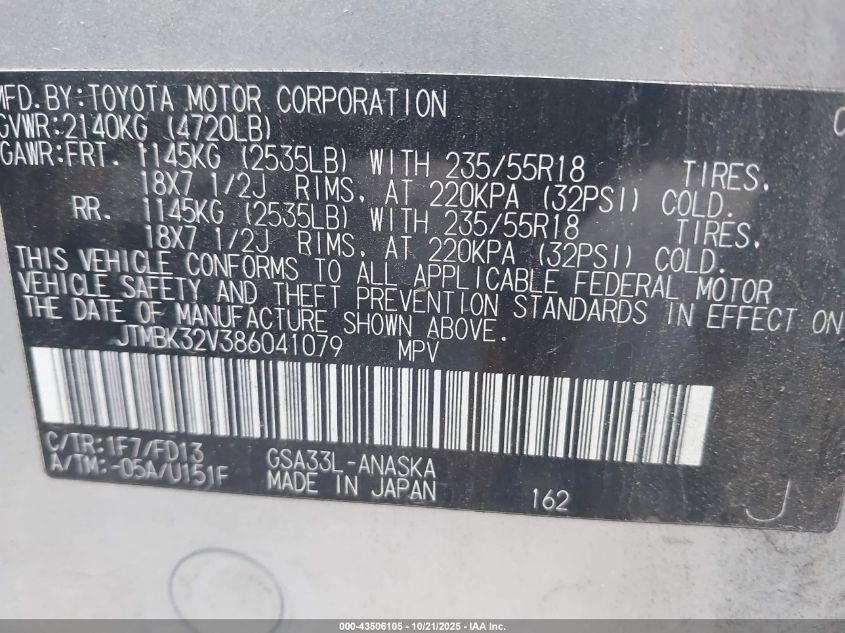 MFD.BY:TOYOTA MOTOR CORPORATION
GVWR:2140KG (4720LB)
GAWR:FRT. 1145KG (2535LB) WITH 235/55R18 TIRES,
18X7 1/2J RIMS, AT 220KPA (32PSI) COLD.
RR. 1145KG (2535LB) WITH 235/55R18 TIRES,
18X7 1/2J RIMS, AT 220KPA (32PSI) COLD.
THIS VEHICLE CONFORMS TO ALL APPLICABLE FEDERAL MOTOR
VEHICLE SAFETY AND THEFT PREVENTION STANDARDS IN EFFECT ON
THE DATE OF MANUFACTURE SHOWN ABOVE.
JTMBK32V386041079 MPV
C/TR:1F7/FD13
A/TM:-05A/U151F
GSA33L-ANASKA
MADE IN JAPAN
162
J
000-43506105 - 10/21/2025 - IAA Inc.